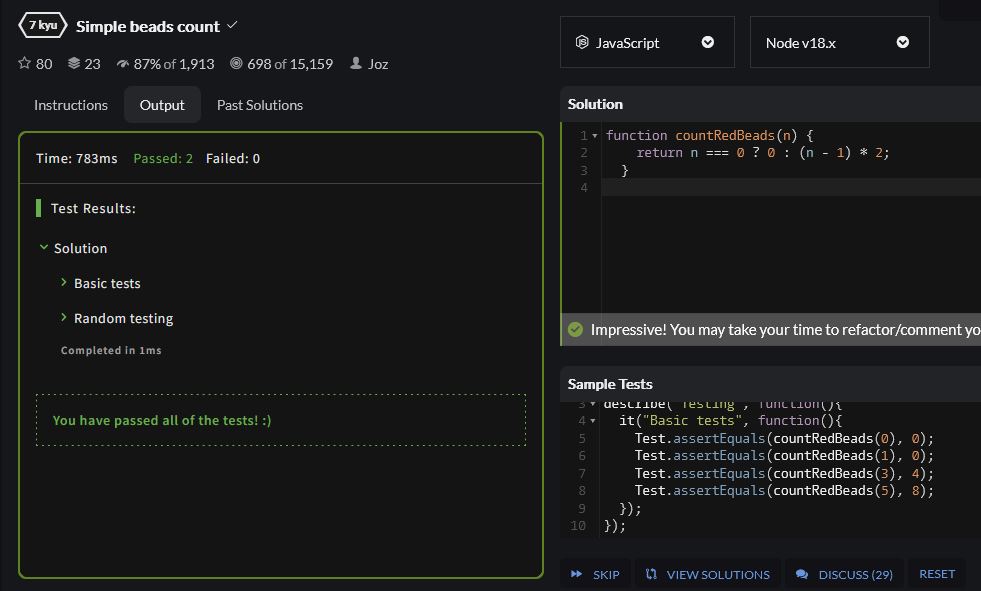 7 kyu Simple beads count
80 23 87% of 1,913 698 of 15,159 Joz
Instructions Output Past Solutions
Time: 783ms Passed: 2 Failed: 0
Test Results:
Solution
Basic tests
Random testing
Completed in 1ms
You have passed all of the tests! :)
JavaScript Node v18.x
Solution
1 function countRedBeads(n) {
2 return n === 0 ? 0 : (n - 1) * 2;
3 }
4
Impressive! You may take your time to refactor/comment yo
Sample Tests
3 describe("Testing", function(){
4 it("Basic tests", function(){
5 Test.assertEquals(countRedBeads(0), 0);
6 Test.assertEquals(countRedBeads(1), 0);
7 Test.assertEquals(countRedBeads(3), 4);
8 Test.assertEquals(countRedBeads(5), 8);
9 });
10 });
SKIP VIEW SOLUTIONS DISCUSS (29) RESET